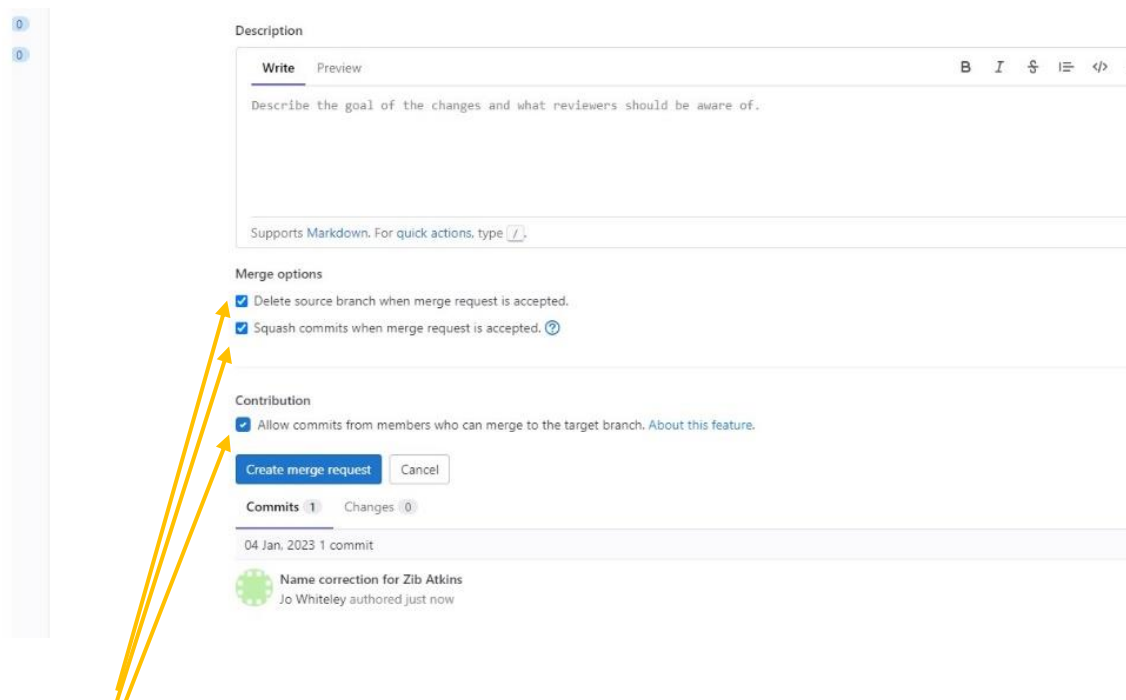 0
0
Description
Write Preview B I S </>
Describe the goal of the changes and what reviewers should be aware of.
Supports Markdown. For quick actions, type /.
Merge options
Delete source branch when merge request is accepted.
Squash commits when merge request is accepted. ?
Contribution
Allow commits from members who can merge to the target branch. About this feature.
Create merge request Cancel
Commits 1 Changes 0
04 Jan, 2023 1 commit
Name correction for Zib Atkins
Jo Whiteley authored just now